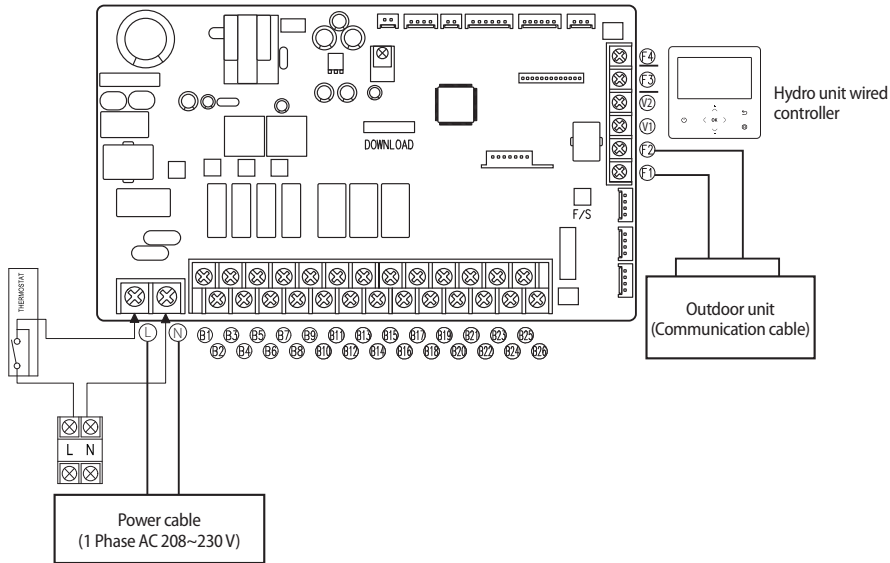 F4
F3
V2
V1
F2
F1
OK
Hydro unit wired
controller
DOWNLOAD
F/S
THERMOSTAT
Outdoor unit
(Communication cable)
L N
B1 B3 B5 B7 B9 B11 B13 B15 B17 B19 B21 B23 B25
B2 B4 B6 B8 B10 B12 B14 B16 B18 B20 B22 B24 B26
L N
Power cable
(1 Phase AC 208~230 V)